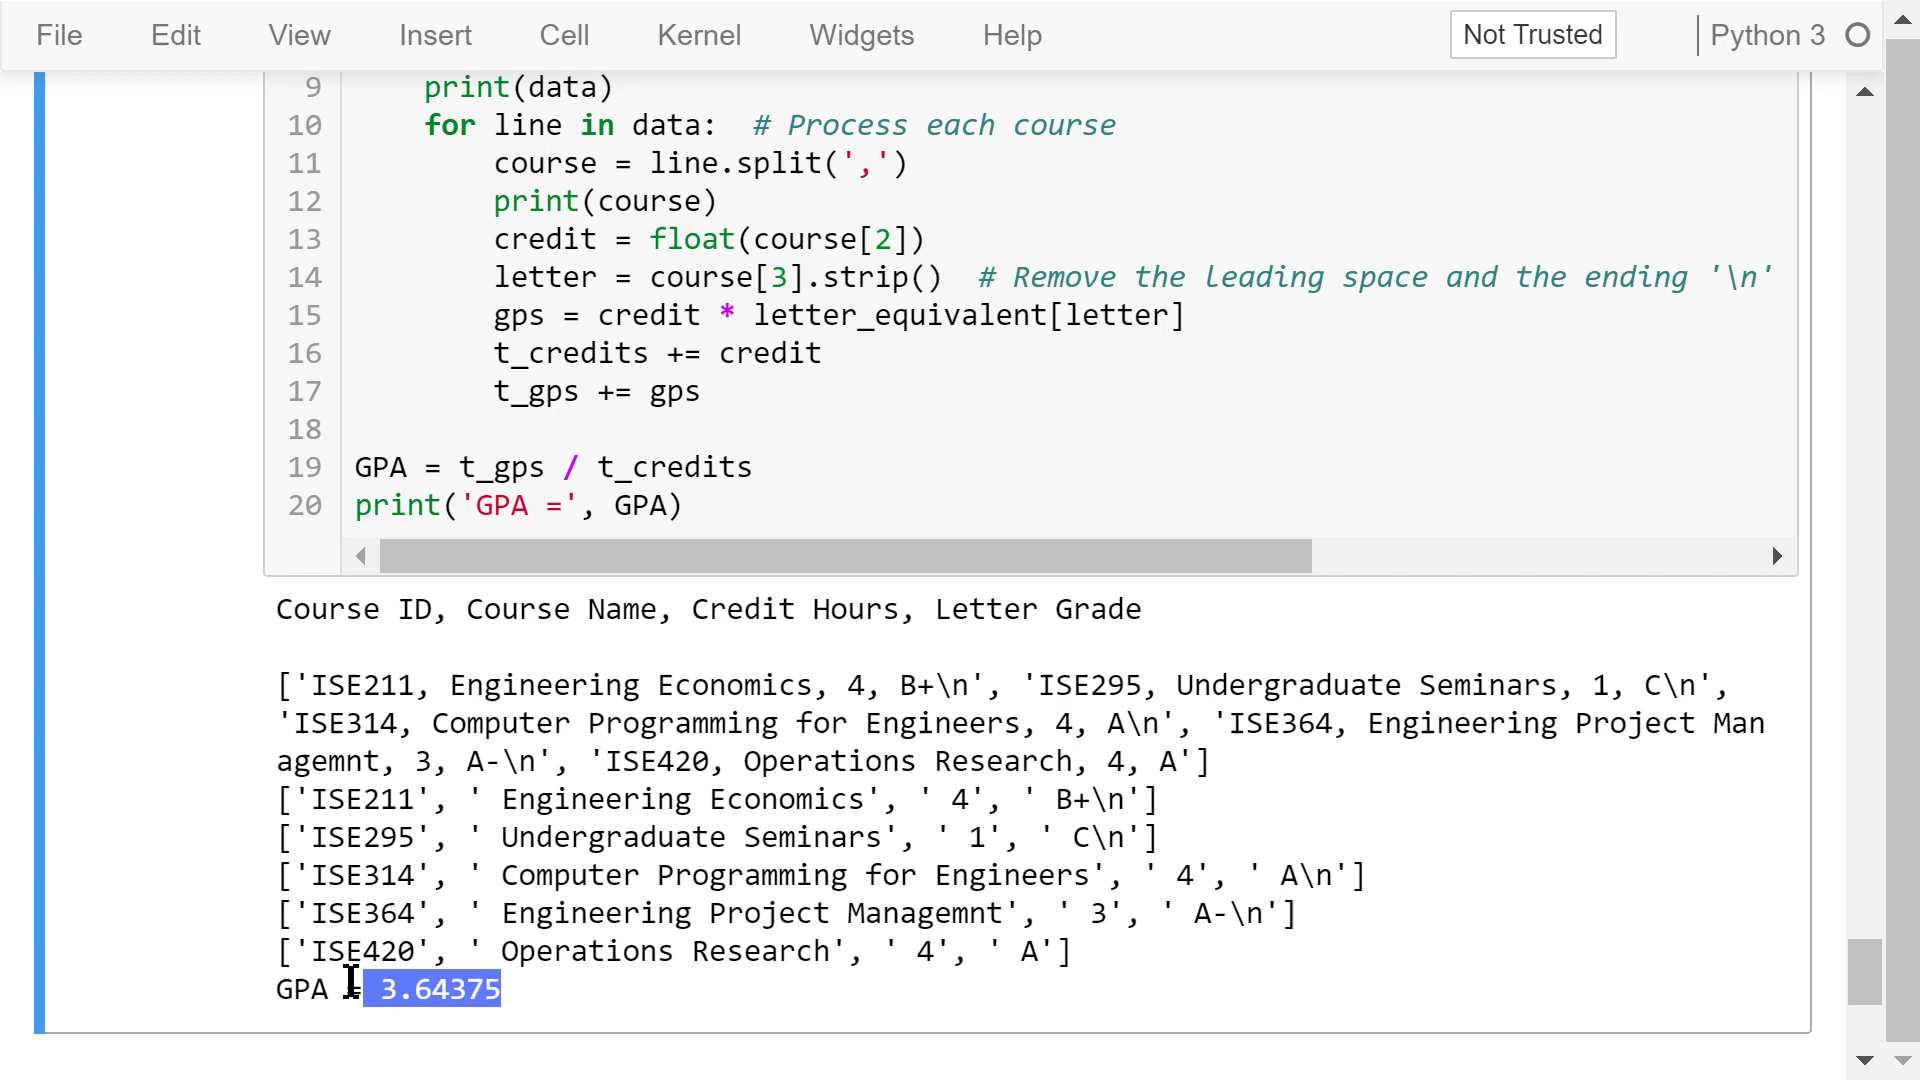 File Edit View Insert Cell Kernel Widgets Help Not Trusted Python 3
9 print(data)
10 for line in data:  # Process each course
11 course = line.split(',')
12 print(course)
13 credit = float(course[2])
14 letter = course[3].strip()  # Remove the leading space and the ending '\n'
15 gps = credit * letter_equivalent[letter]
16 t_credits += credit
17 t_gps += gps
18
19 GPA = t_gps / t_credits
20 print('GPA =', GPA)
Course ID, Course Name, Credit Hours, Letter Grade
['ISE211, Engineering Economics, 4, B+\n', 'ISE295, Undergraduate Seminars, 1, C\n',
'ISE314, Computer Programming for Engineers, 4, A\n', 'ISE364, Engineering Project Man
agemnt, 3, A-\n', 'ISE420, Operations Research, 4, A']
['ISE211', ' Engineering Economics', ' 4', ' B+\n']
['ISE295', ' Undergraduate Seminars', ' 1', ' C\n']
['ISE314', ' Computer Programming for Engineers', ' 4', ' A\n']
['ISE364', ' Engineering Project Managemnt', ' 3', ' A-\n']
['ISE420', ' Operations Research', ' 4', ' A']
GPA = 3.64375